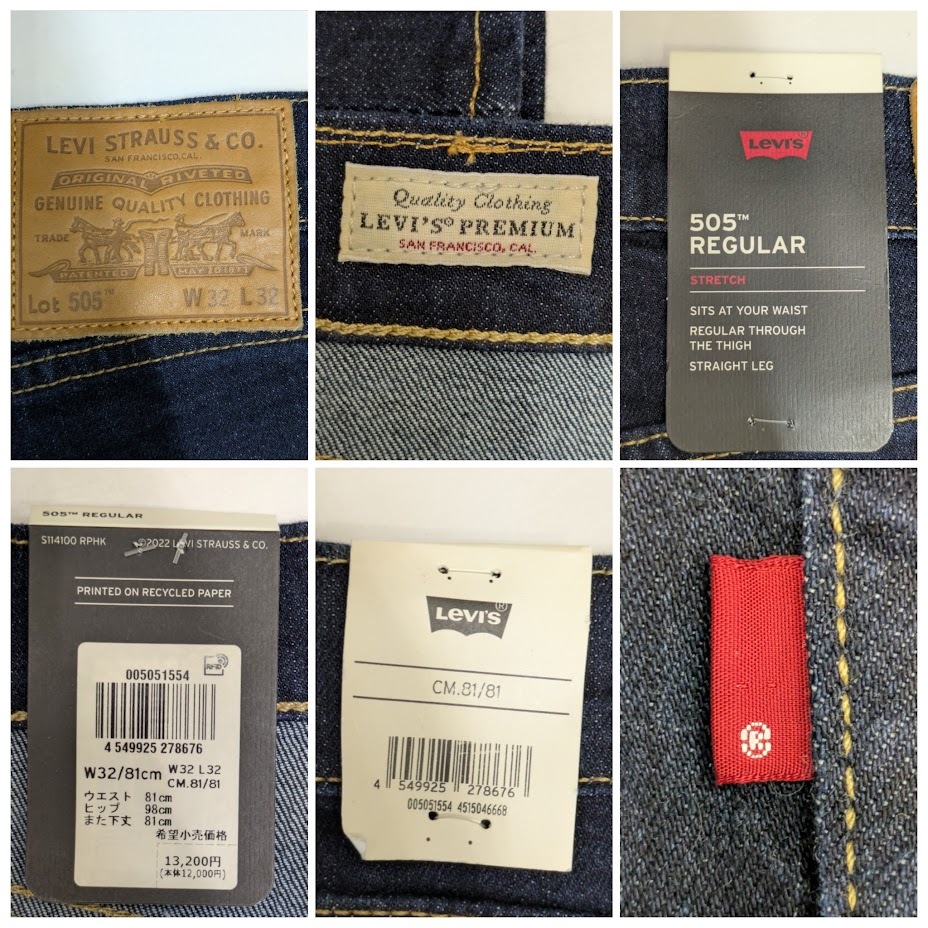 LEVI STRAUSS & CO.
SAN FRANCISCO, CAL.
ORIGINAL RIVETED
GENUINE QUALITY CLOTHING
TRADE MARK
PATENTED MAY 20 1873
Lot 505™ W 32 L 32
Quality Clothing
LEVI'S® PREMIUM
SAN FRANCISCO, CAL.
Levi's®
505™
REGULAR
STRETCH
SITS AT YOUR WAIST
REGULAR THROUGH
THE THIGH
STRAIGHT LEG
505™ REGULAR
S114100 RPHK ©2022 LEVI STRAUSS & CO.
PRINTED ON RECYCLED PAPER
RFID
005051554
4 549925 278676
W32/81cm W32 L32
CM.81/81
ウエスト 81cm
ヒップ 98cm
また下丈 81cm
希望小売価格
13,200円
(本体12,000円)
Levi's®
CM.81/81
4 549925 278676
005051554 4515046668
®